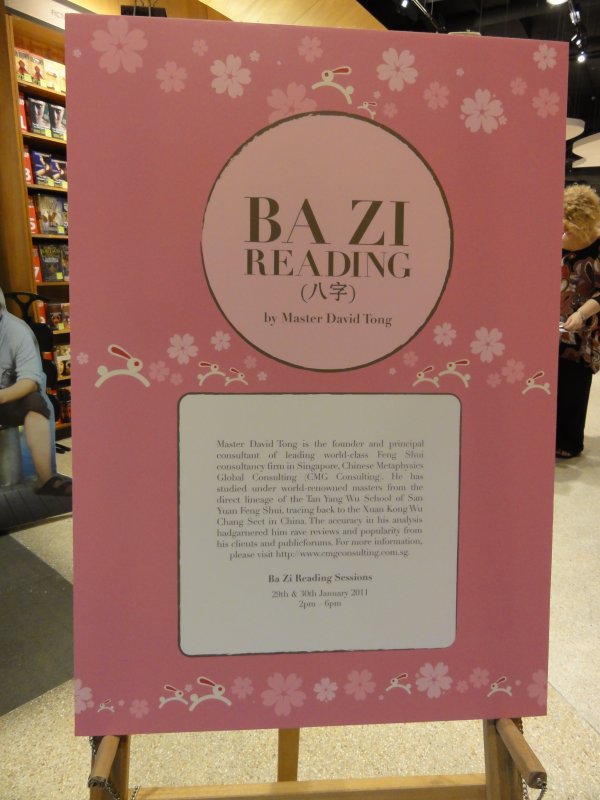 BA ZI
READING
(八字)
by Master David Tong
Master David Tong is the founder and principal
consultant of leading world-class Feng Shui
consultancy firm in Singapore, Chinese Metaphysics
Global Consulting (CMG Consulting). He has
studied under world-renowned masters from the
direct lineage of the Tan Yang Wu School of San
Yuan Feng Shui, tracing back to the Xuan Kong Wu
Chang Sect in China. The accuracy in his analysis
hadgarnered him rave reviews and popularity from
his clients and publicforums. For more information,
please visit http://www.cmgconsulting.com.sg.
Ba Zi Reading Sessions
29th & 30th January 2011
2pm – 6pm